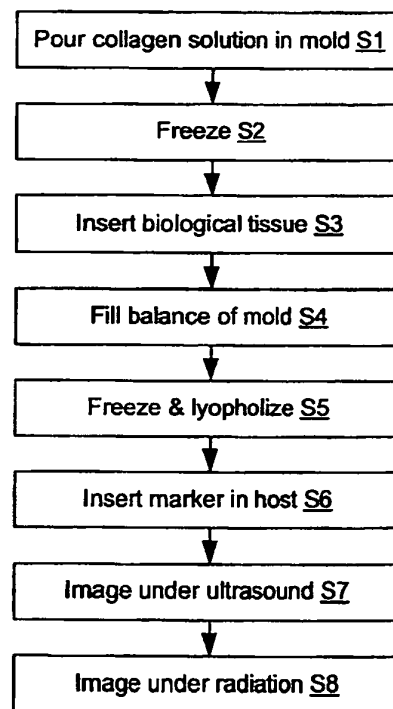 Pour collagen solution in mold S1
Freeze S2
Insert biological tissue S3
Fill balance of mold S4
Freeze & lyopholize S5
Insert marker in host S6
Image under ultrasound S7
Image under radiation S8